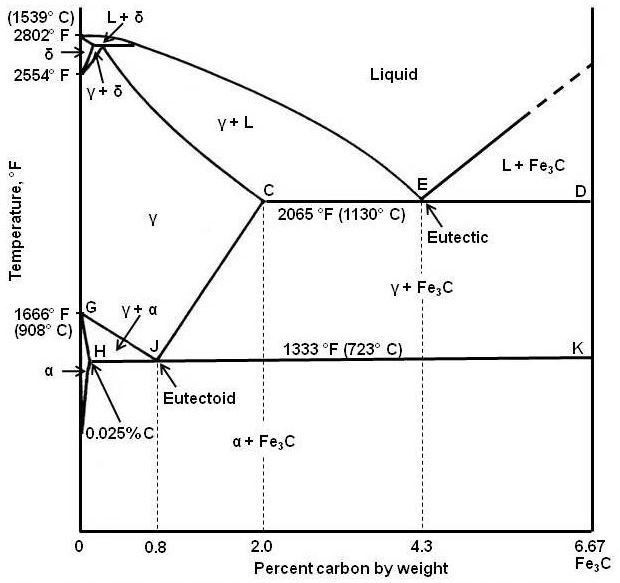 (1539° C)
2802° F
L + δ
δ
2554° F
γ + δ
Liquid
γ + L
L + Fe₃C
Temperature, °F
C
E
D
2065 °F (1130° C)
Eutectic
γ
γ + Fe₃C
1666° F
(908° C)
G
γ + α
H
J
1333 °F (723° C)
K
α
Eutectoid
0.025%C
α + Fe₃C
0
0.8
2.0
4.3
6.67
Percent carbon by weight
Fe₃C